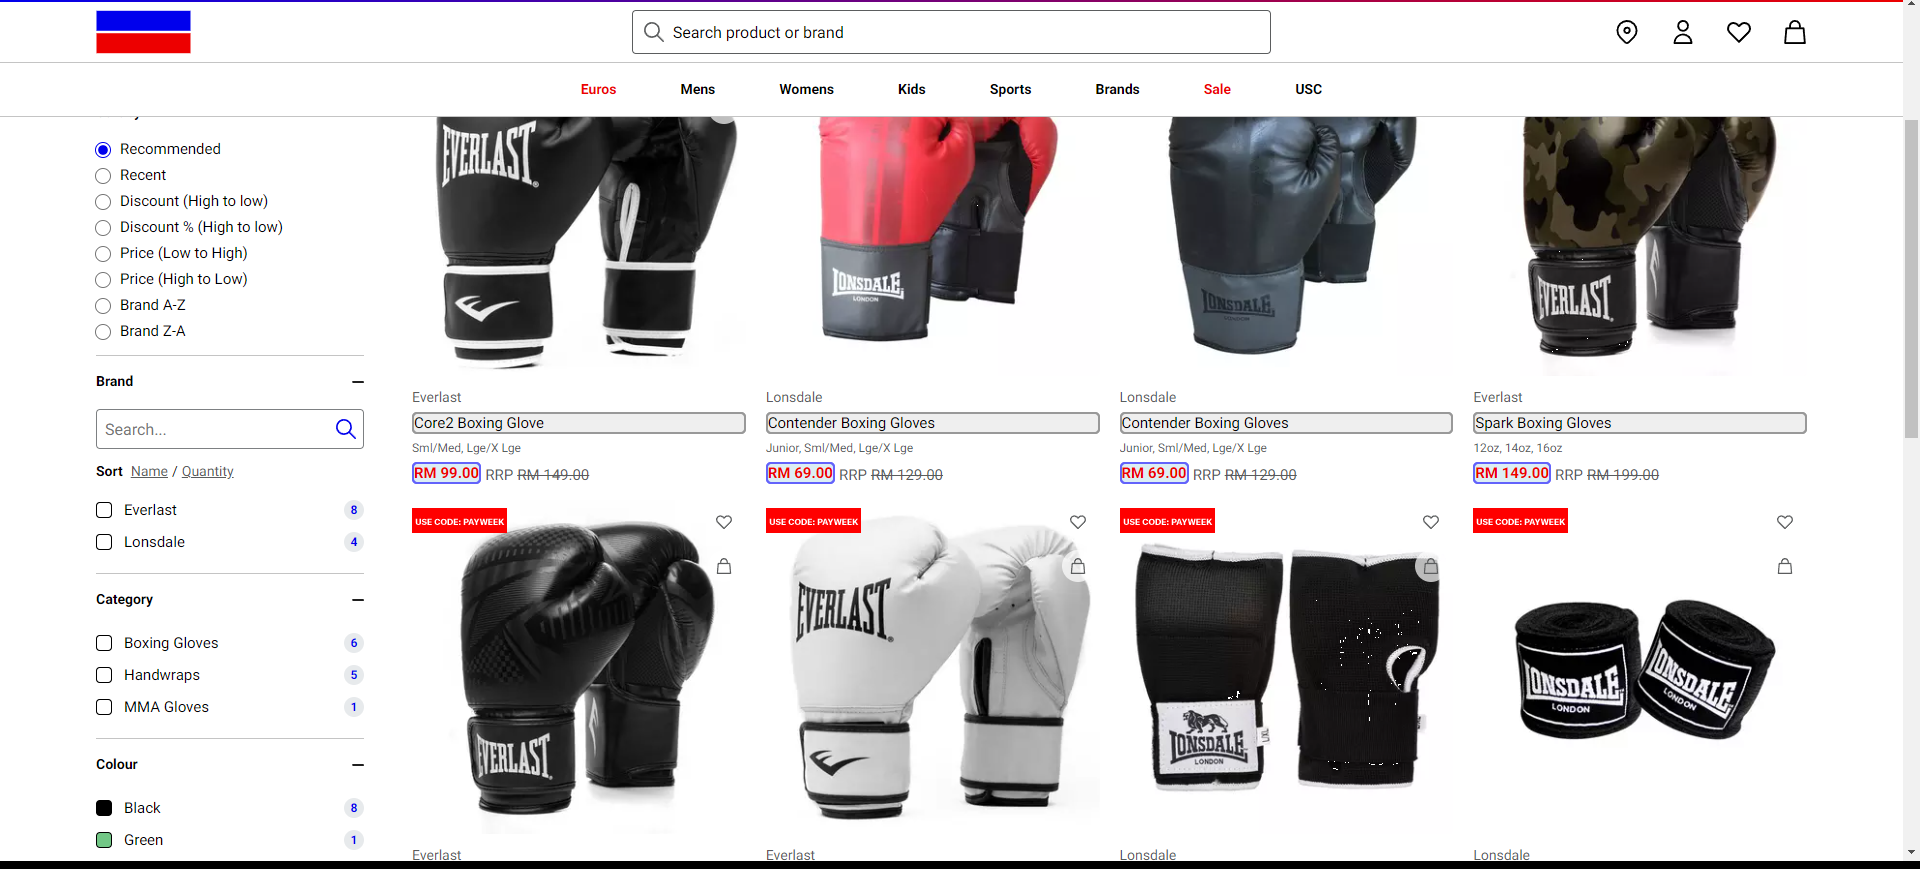 Search product or brand
Euros Mens Womens Kids Sports Brands Sale USC
Recommended
Recent
Discount (High to low)
Discount % (High to low)
Price (Low to High)
Price (High to Low)
Brand A-Z
Brand Z-A
Brand
Search...
Sort Name / Quantity
Everlast 8
Lonsdale 4
Category
Boxing Gloves 6
Handwraps 5
MMA Gloves 1
Colour
Black 8
Green 1
EVERLAST
LONSDALE
LONDON
LONSDALE
LONDON
EVERLAST
Everlast
Core2 Boxing Glove
Sml/Med, Lge/X Lge
RM 99.00 RRP RM 149.00
Lonsdale
Contender Boxing Gloves
Junior, Sml/Med, Lge/X Lge
RM 69.00 RRP RM 129.00
Lonsdale
Contender Boxing Gloves
Junior, Sml/Med, Lge/X Lge
RM 69.00 RRP RM 129.00
Everlast
Spark Boxing Gloves
12oz, 14oz, 16oz
RM 149.00 RRP RM 199.00
USE CODE: PAYWEEK
EVERLAST
Everlast
USE CODE: PAYWEEK
EVERLAST
Everlast
USE CODE: PAYWEEK
LONSDALE
LONDON
Lonsdale
USE CODE: PAYWEEK
LONSDALE
LONDON
LONSDALE
LONDON
Lonsdale